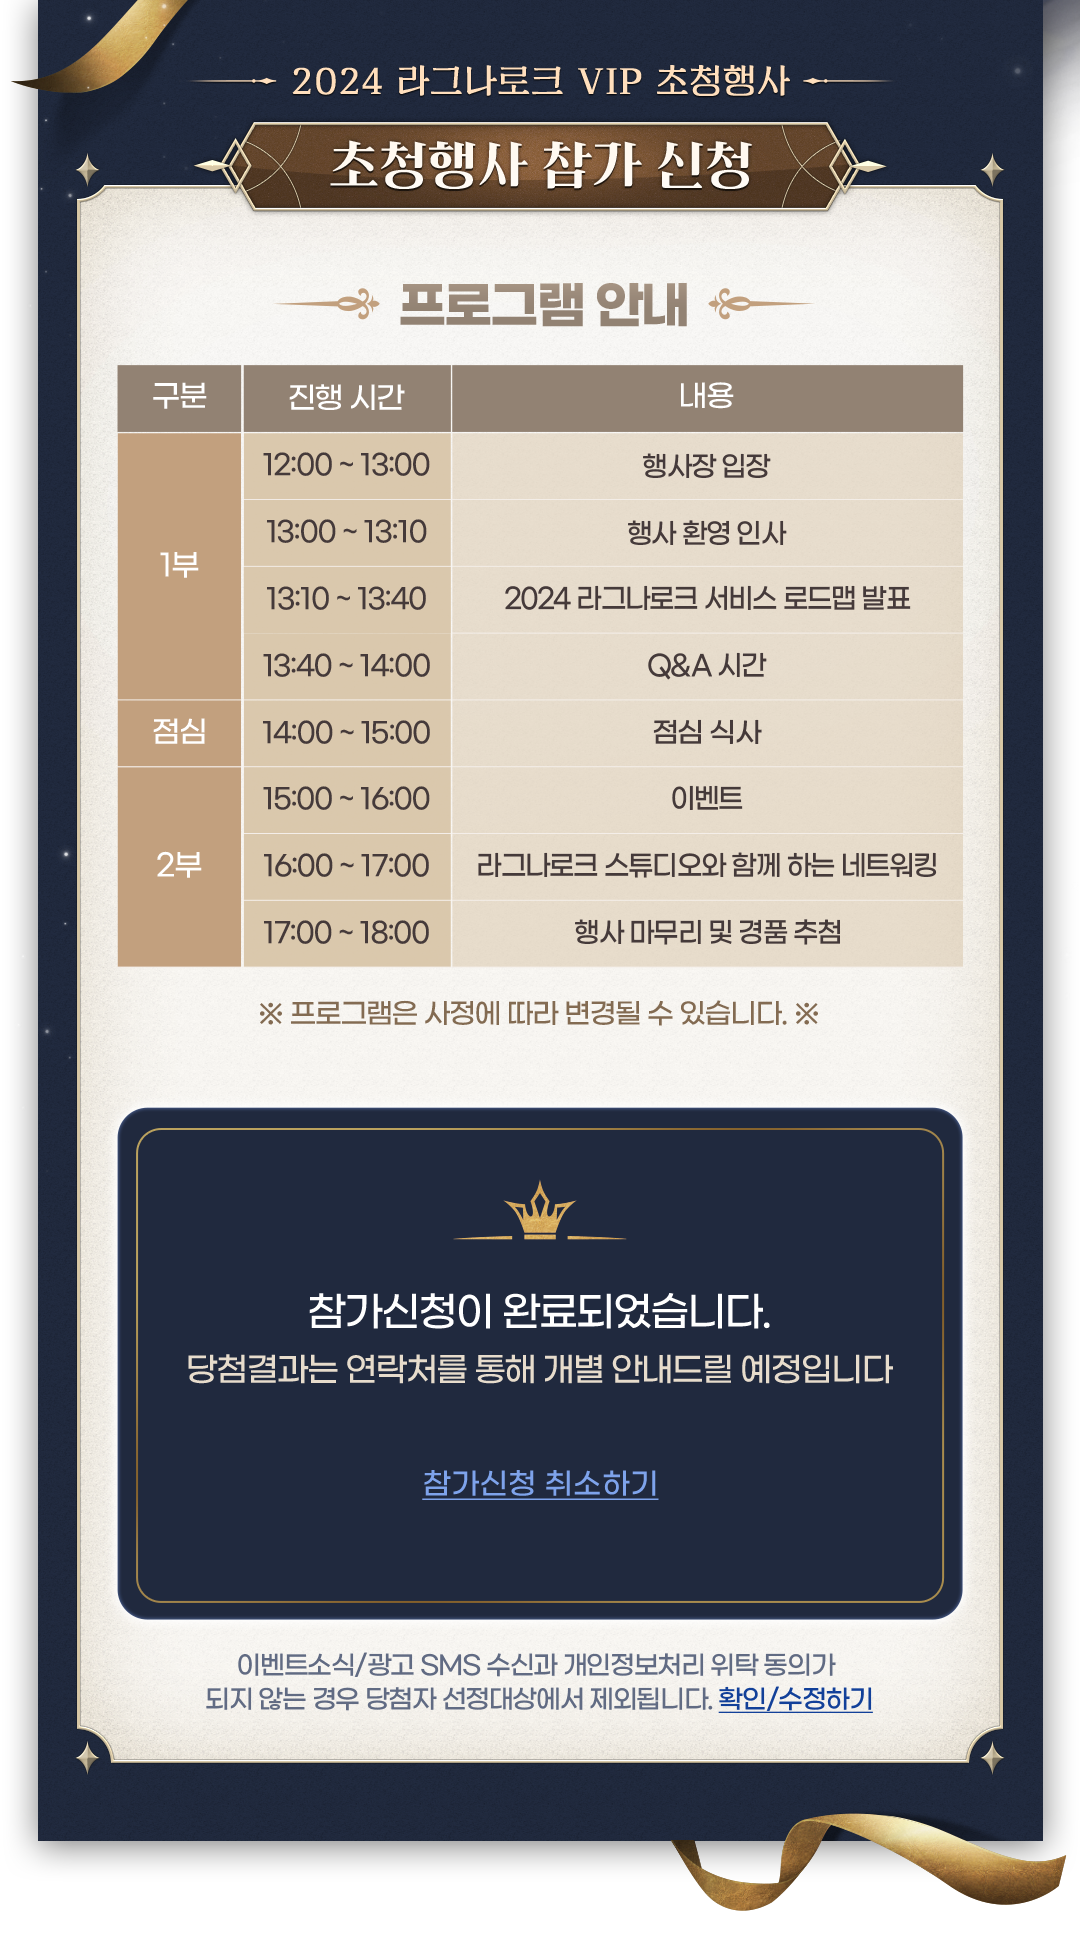 2024 라그나로크 VIP 초청행사
초청행사 참가 신청
프로그램 안내
구분 진행 시간 내용
1부
12:00 ~ 13:00 행사장 입장
13:00 ~ 13:10 행사 환영 인사
13:10 ~ 13:40 2024 라그나로크 서비스 로드맵 발표
13:40 ~ 14:00 Q&A 시간
점심 14:00 ~ 15:00 점심 식사
2부
15:00 ~ 16:00 이벤트
16:00 ~ 17:00 라그나로크 스튜디오와 함께 하는 네트워킹
17:00 ~ 18:00 행사 마무리 및 경품 추첨
※ 프로그램은 사정에 따라 변경될 수 있습니다. ※
참가신청이 완료되었습니다.
당첨결과는 연락처를 통해 개별 안내드릴 예정입니다
참가신청 취소하기
이벤트소식/광고 SMS 수신과 개인정보처리 위탁 동의가
되지 않는 경우 당첨자 선정대상에서 제외됩니다. 확인/수정하기